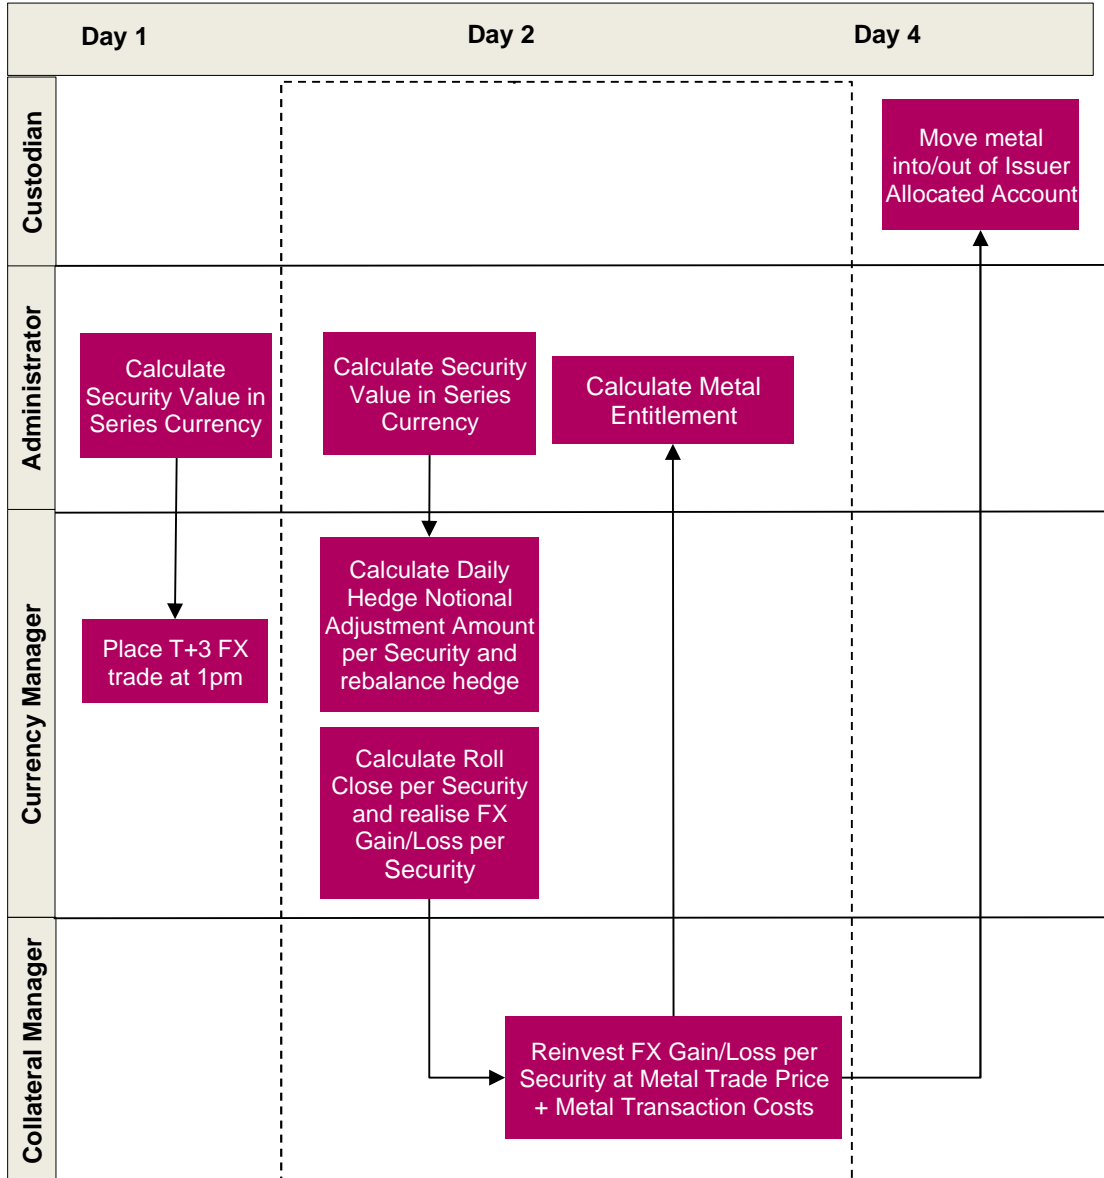 Day 1
Day 2
Day 4
Custodian
Move metal
into/out of Issuer
Allocated Account
Administrator
Calculate
Security Value in
Series Currency
Calculate Security
Value in Series
Currency
Calculate Metal
Entitlement
Currency Manager
Place T+3 FX
trade at 1pm
Calculate Daily
Hedge Notional
Adjustment Amount
per Security and
rebalance hedge
Calculate Roll
Close per Security
and realise FX
Gain/Loss per
Security
Collateral Manager
Reinvest FX Gain/Loss per
Security at Metal Trade Price
+ Metal Transaction Costs